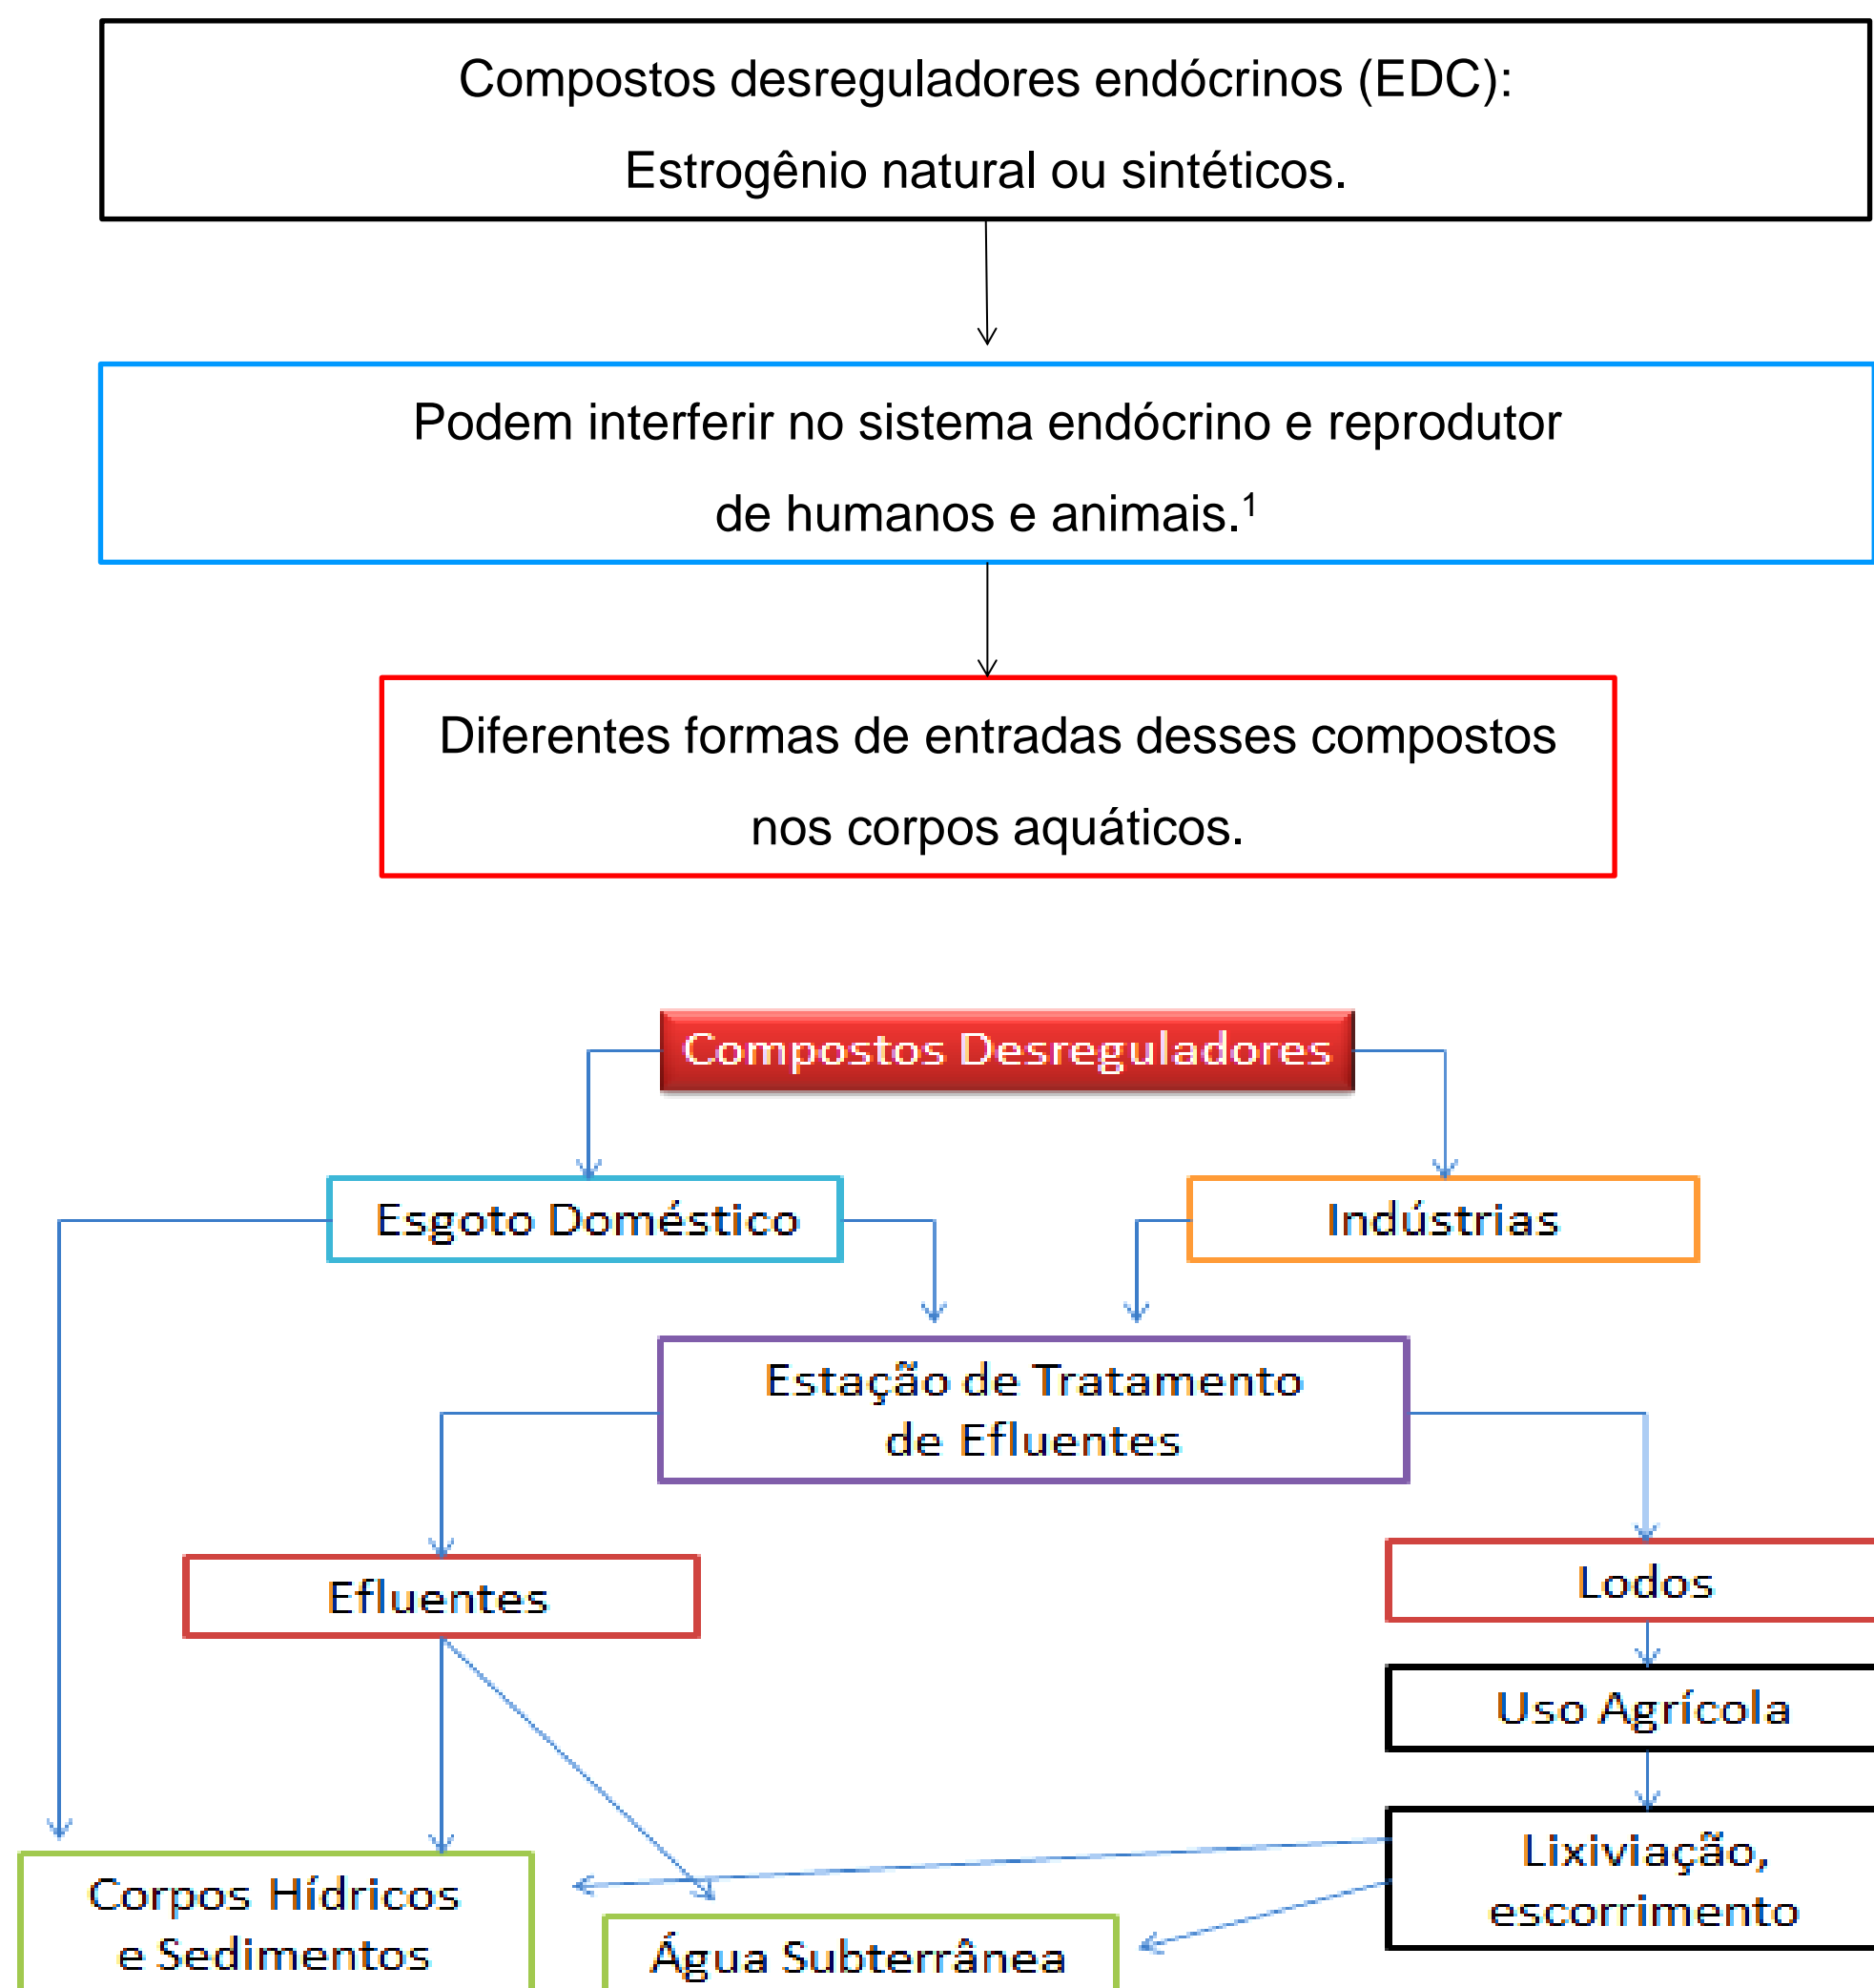 Compostos desreguladores endócrinos (EDC):
Estrogênio natural ou sintéticos.
Podem interferir no sistema endócrino e reprodutor
de humanos e animais.¹
Diferentes formas de entradas desses compostos
nos corpos aquáticos.
Compostos Desreguladores
Esgoto Doméstico
Indústrias
Estação de Tratamento
de Efluentes
Efluentes
Lodos
Uso Agrícola
Lixiviação,
escorrimento
Corpos Hídricos
e Sedimentos
Água Subterrânea